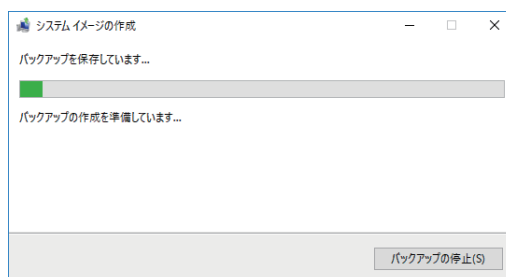 システム イメージの作成
バックアップを保存しています...
バックアップの作成を準備しています...
バックアップの停止(S)